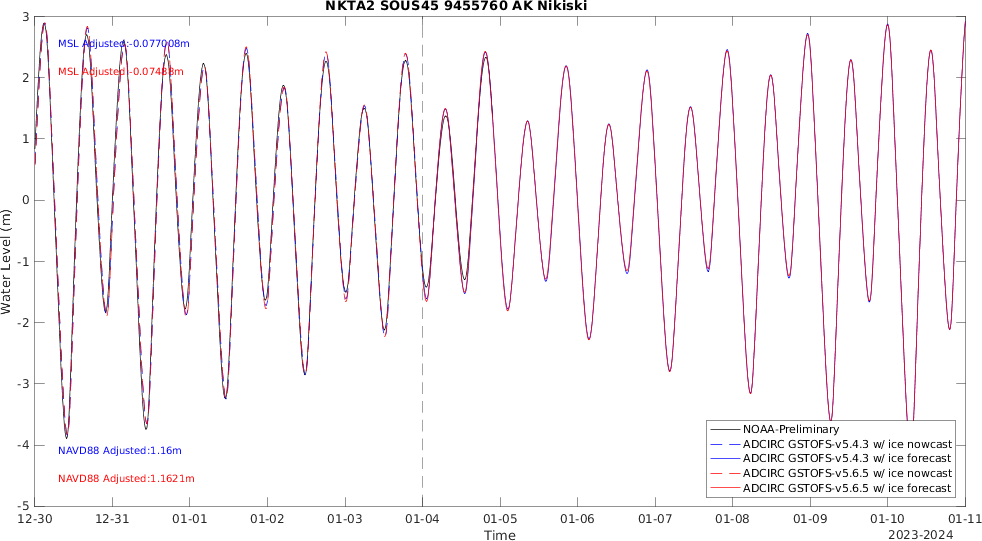 NKTA2 SOUS45 9455760 AK Nikiski
3
2
1
0
-1
-2
-3
-4
-5
Water Level (m)
MSL Adjusted:-0.077008m
MSL Adjusted:-0.07488m
NAVD88 Adjusted:1.16m
NAVD88 Adjusted:1.1621m
NOAA-Preliminary
ADCIRC GSTOFS-v5.4.3 w/ ice nowcast
ADCIRC GSTOFS-v5.4.3 w/ ice forecast
ADCIRC GSTOFS-v5.6.5 w/ ice nowcast
ADCIRC GSTOFS-v5.6.5 w/ ice forecast
12-30 12-31 01-01 01-02 01-03 01-04 01-05 01-06 01-07 01-08 01-09 01-10 01-11
Time
2023-2024